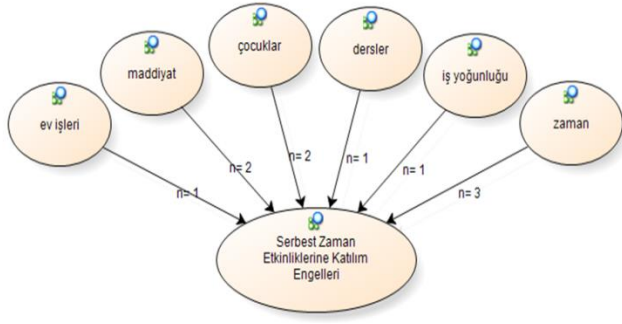 çocuklar
dersler
maddiyat
iş yoğunluğu
ev işleri
zaman
n= 1
n= 2
n= 2
n= 1
n= 1
n= 3
Serbest Zaman
Etkinliklerine Katılım
Engelleri